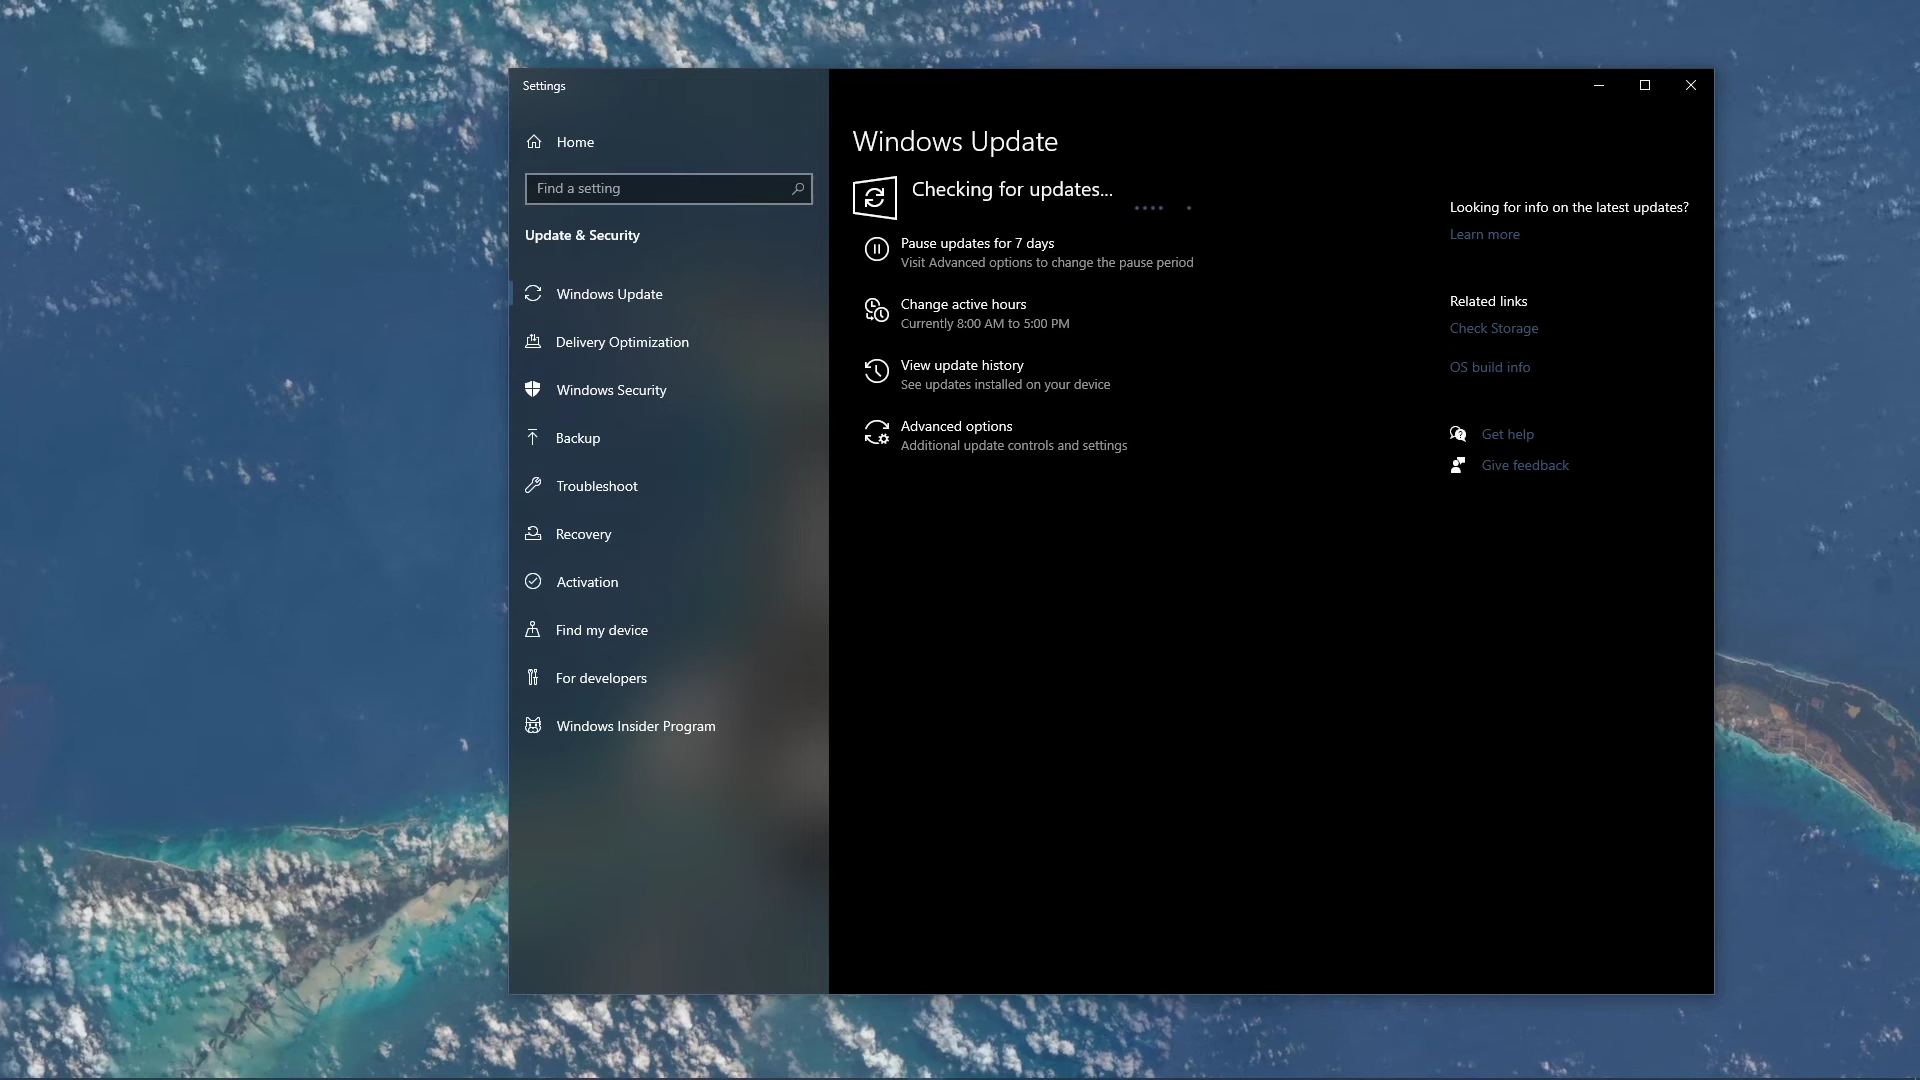 Settings
Home
Find a setting
Update & Security
Windows Update
Delivery Optimization
Windows Security
Backup
Troubleshoot
Recovery
Activation
Find my device
For developers
Windows Insider Program
Windows Update
Checking for updates...
Pause updates for 7 days
Visit Advanced options to change the pause period
Change active hours
Currently 8:00 AM to 5:00 PM
View update history
See updates installed on your device
Advanced options
Additional update controls and settings
Looking for info on the latest updates?
Learn more
Related links
Check Storage
OS build info
Get help
Give feedback